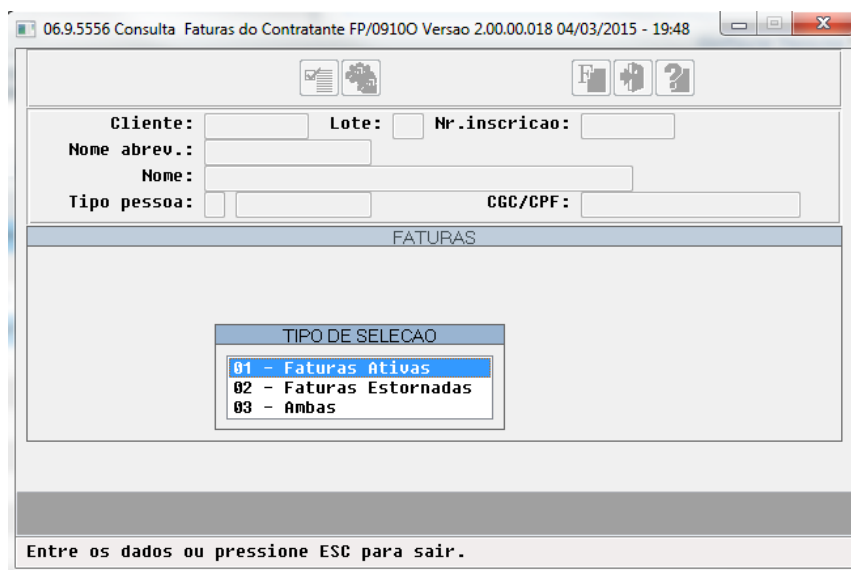 06.9.5556 Consulta Faturas do Contratante FP/0910O Versao 2.00.00.018 04/03/2015 - 19:48
Cliente: Lote: Nr.inscricao:
Nome abrev.:
Nome:
Tipo pessoa: CGC/CPF:
FATURAS
TIPO DE SELECAO
01 - Faturas Ativas
02 - Faturas Estornadas
03 - Ambas
Entre os dados ou pressione ESC para sair.